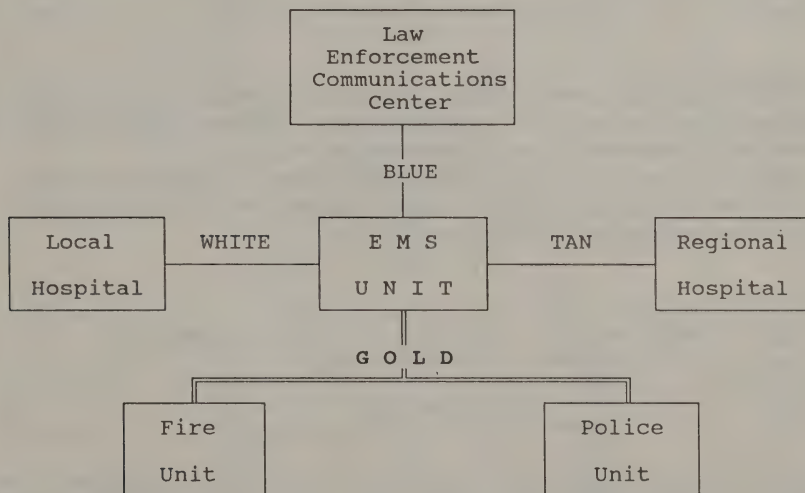 Law
Enforcement
Communications
Center
BLUE
Local
Hospital
WHITE
E M S
U N I T
TAN
Regional
Hospital
G O L D
Fire
Unit
Police
Unit